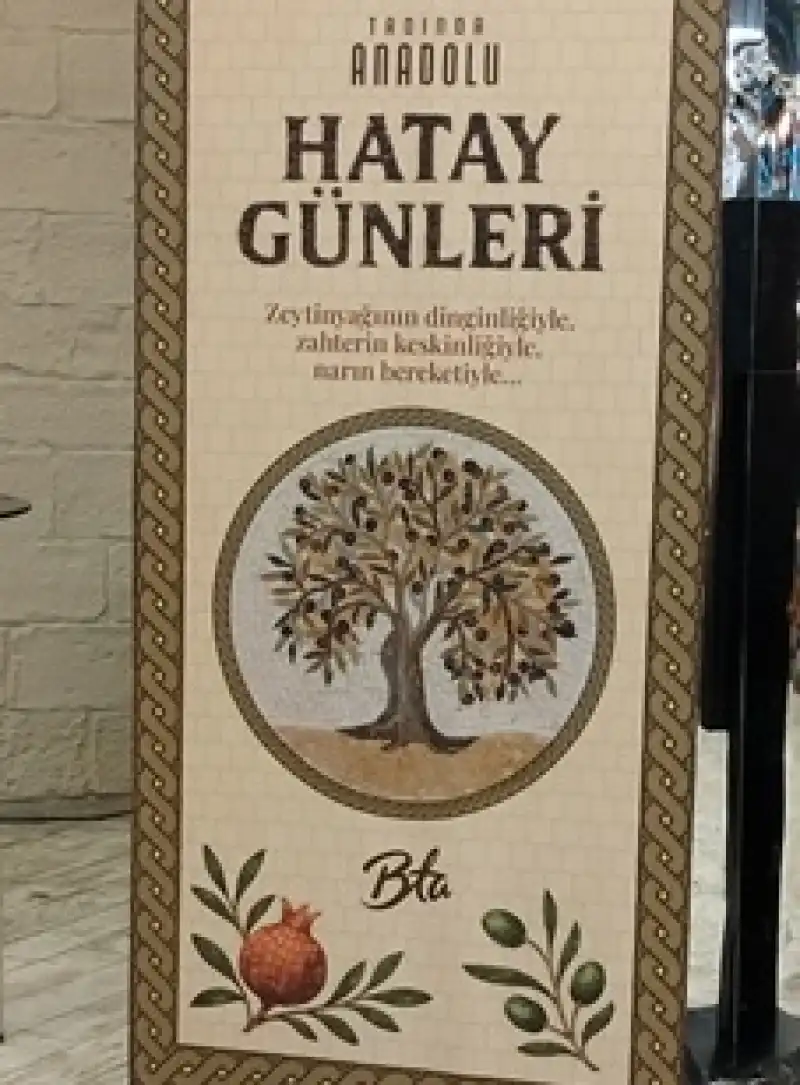 TADINDA
ANADOLU
HATAY
GÜNLERİ
Zeytinyağının dinginliğiyle,
zahterin keskinliğiyle,
narın bereketiyle...
Bta